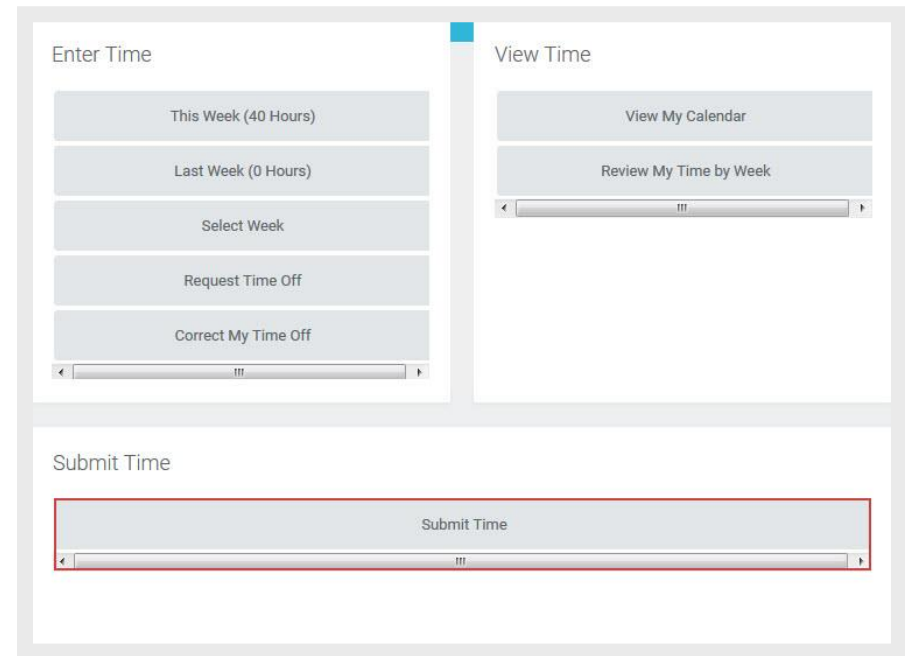 Enter Time
This Week (40 Hours)
Last Week (0 Hours)
Select Week
Request Time Off
Correct My Time Off
View Time
View My Calendar
Review My Time by Week
Submit Time
Submit Time